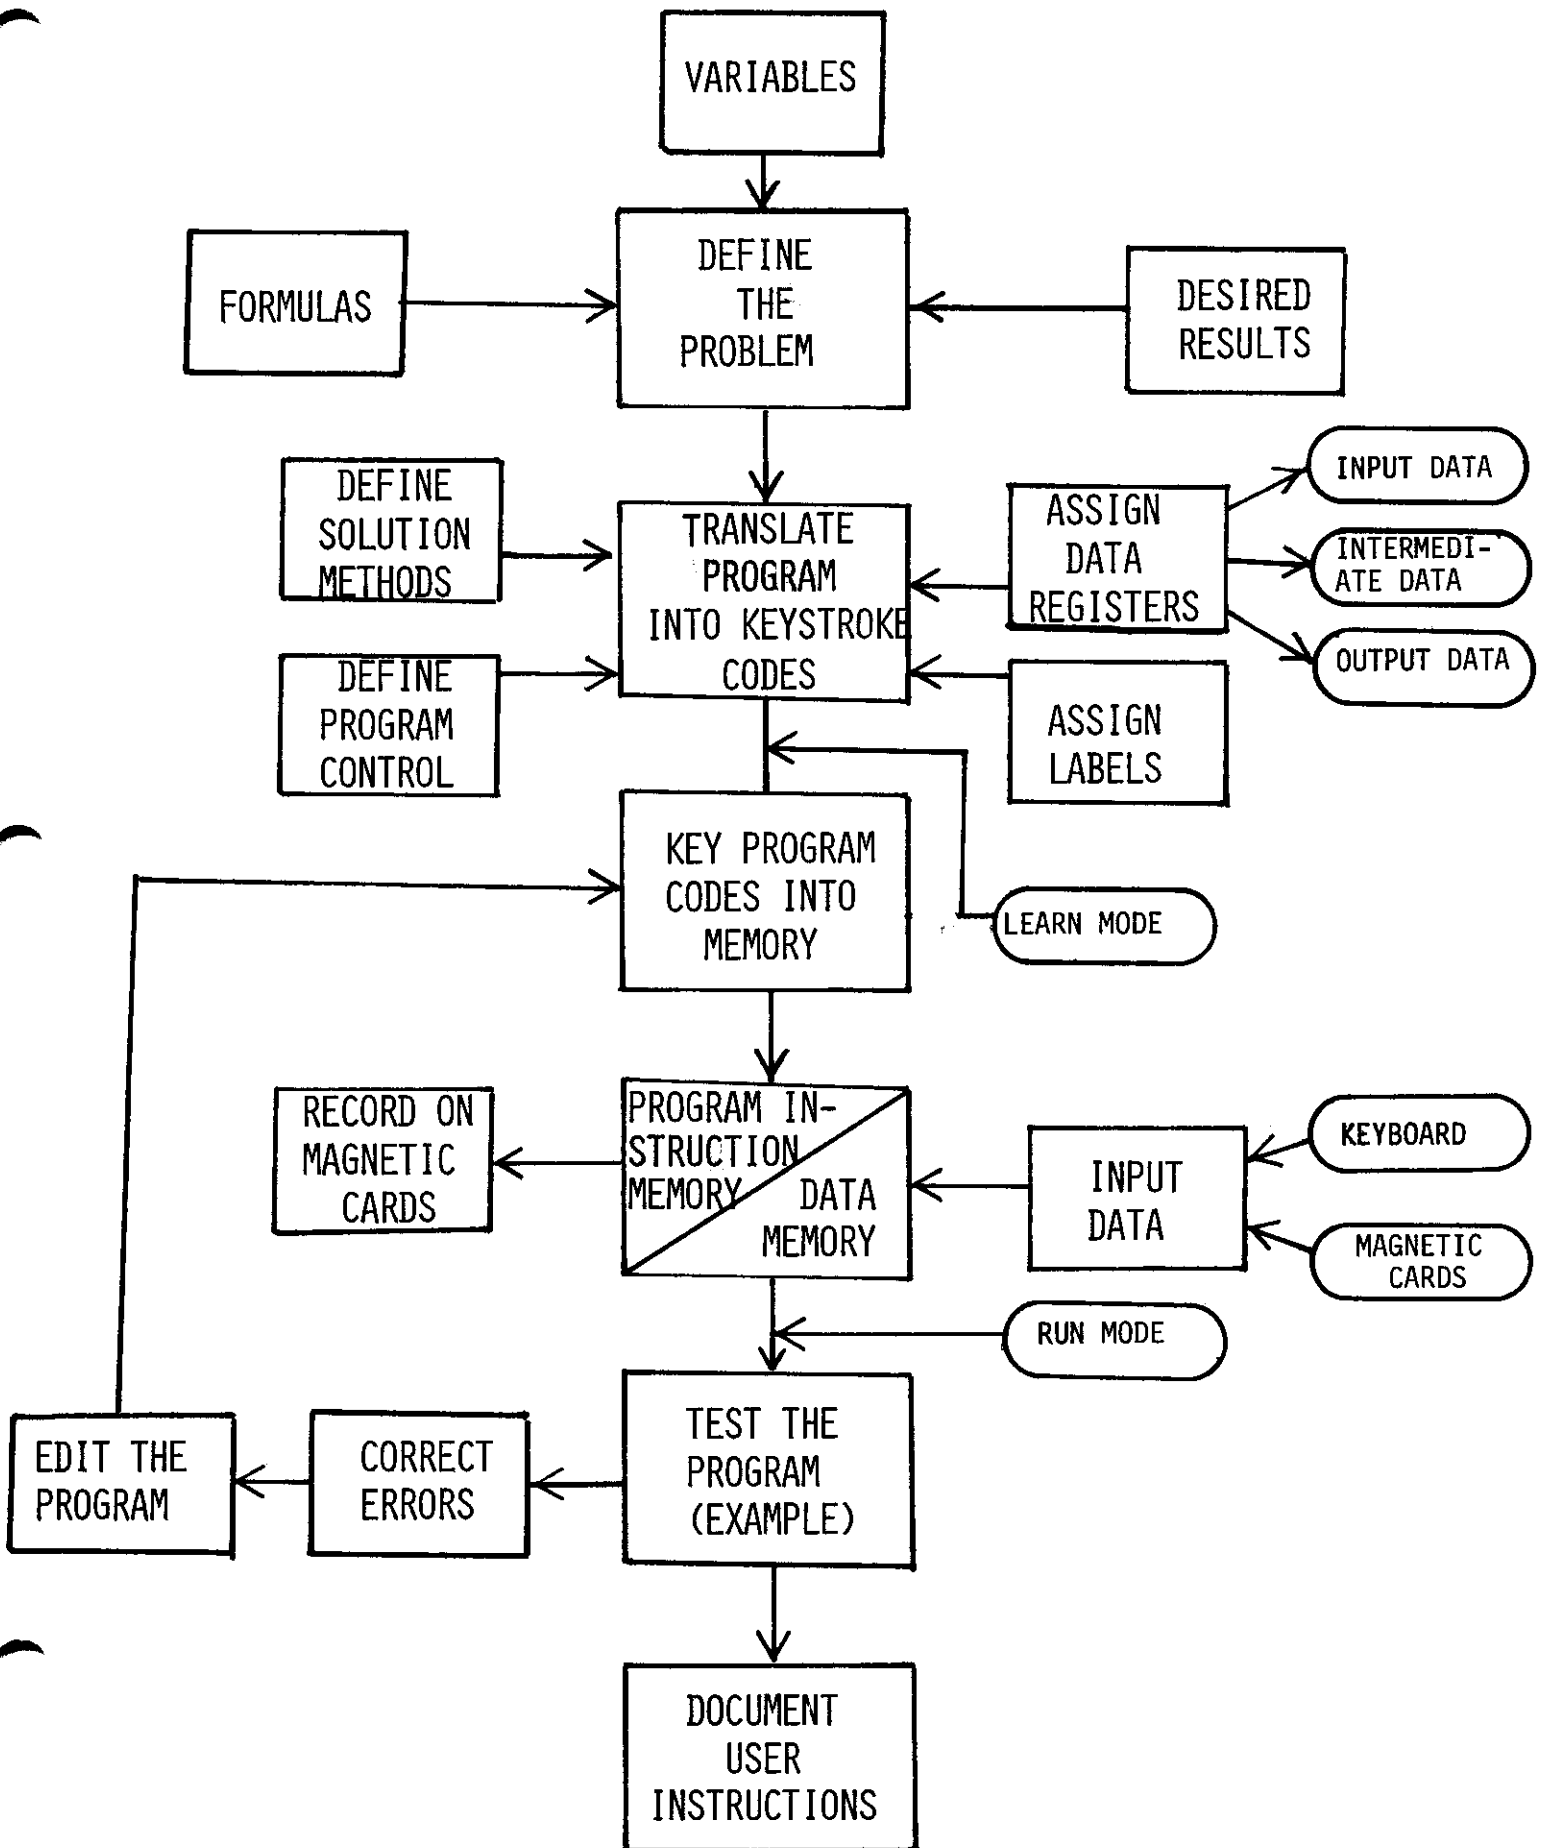 VARIABLES
FORMULAS
DEFINE
THE
PROBLEM
DESIRED
RESULTS
DEFINE
SOLUTION
METHODS
TRANSLATE
PROGRAM
INTO KEYSTROKE
CODES
ASSIGN
DATA
REGISTERS
INPUT DATA
INTERMEDI-
ATE DATA
OUTPUT DATA
DEFINE
PROGRAM
CONTROL
ASSIGN
LABELS
KEY PROGRAM
CODES INTO
MEMORY
LEARN MODE
RECORD ON
MAGNETIC
CARDS
PROGRAM IN-
STRUCTION
MEMORY
DATA
MEMORY
INPUT
DATA
KEYBOARD
MAGNETIC
CARDS
RUN MODE
EDIT THE
PROGRAM
CORRECT
ERRORS
TEST THE
PROGRAM
(EXAMPLE)
DOCUMENT
USER
INSTRUCTIONS